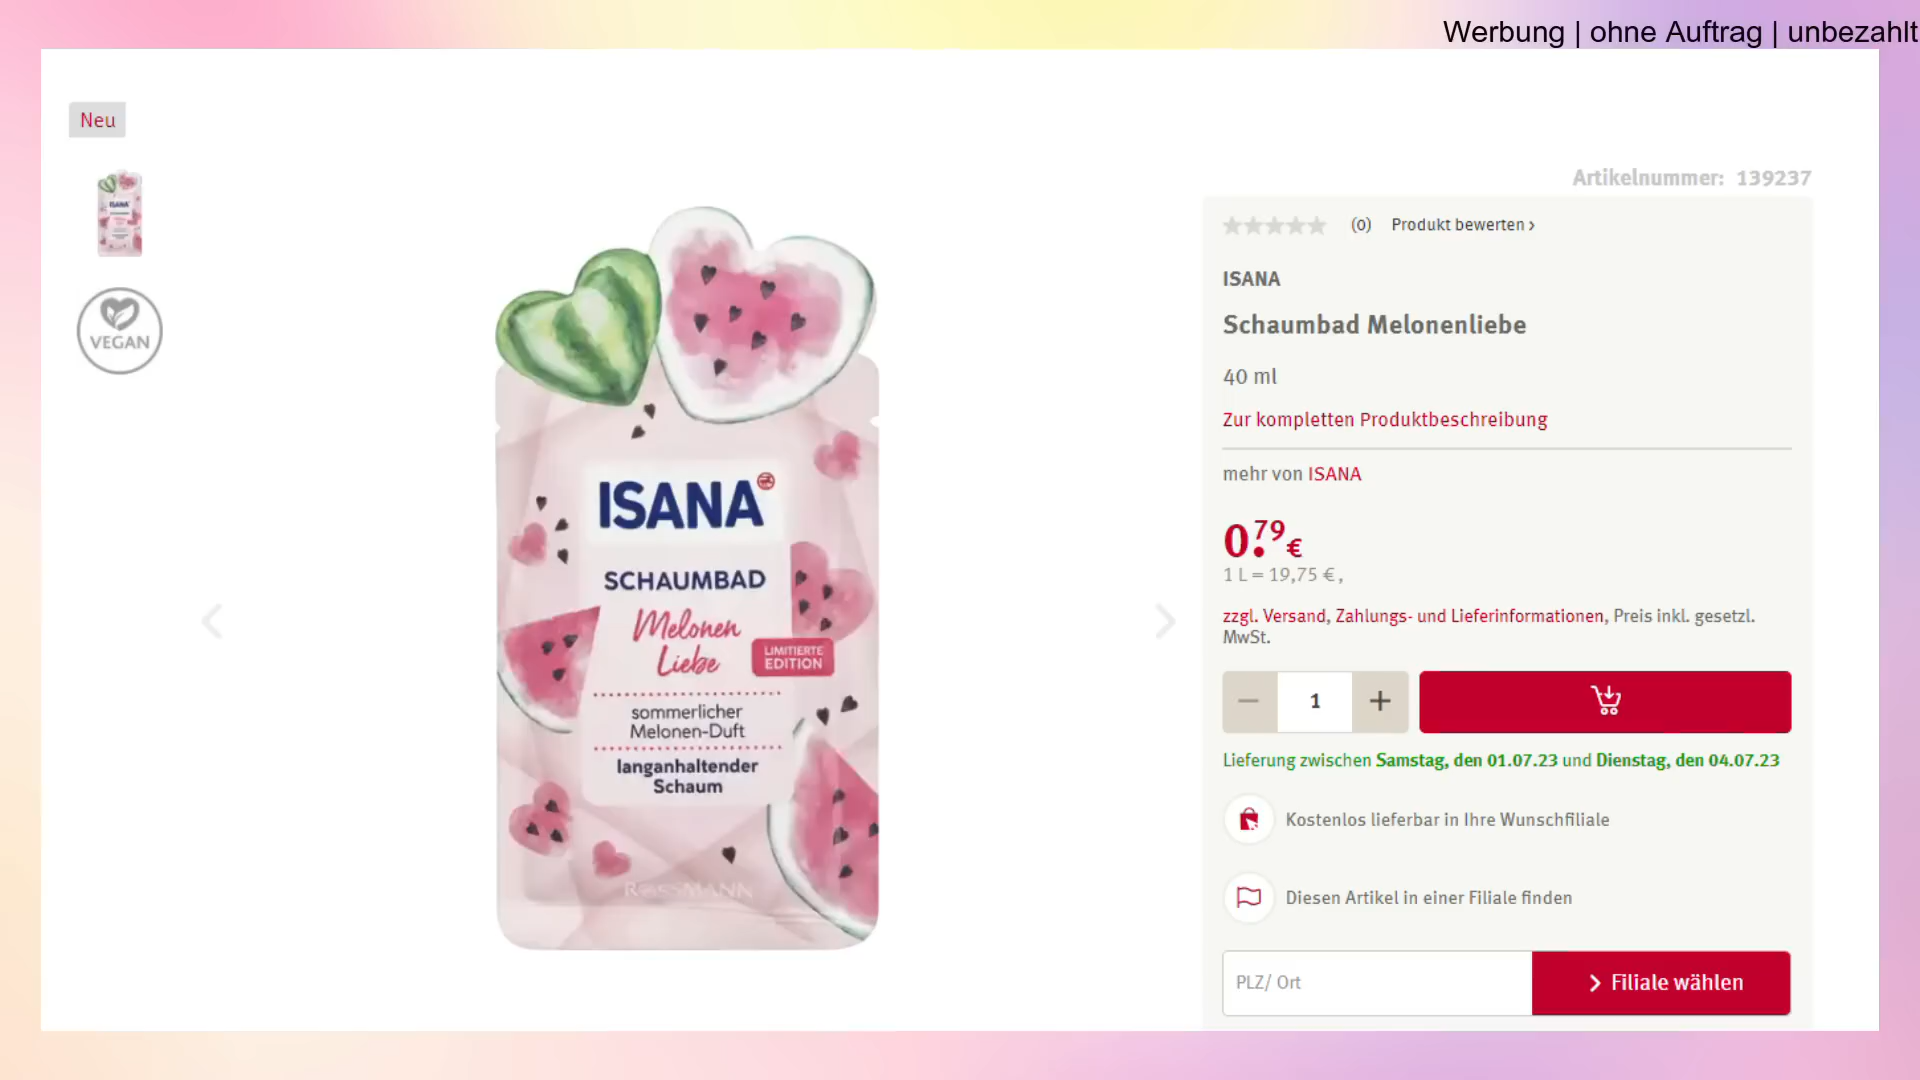 Werbung | ohne Auftrag | unbezahlt
Neu
VEGAN
ISANA
SCHAUMBAD
Melonen
Liebe
LIMITIERTE
EDITION
sommerlicher
Melonen-Duft
langanhaltender
Schaum
ROSSMANN
Artikelnummer: 139237
(0) Produkt bewerten ›
ISANA
Schaumbad Melonenliebe
40 ml
Zur kompletten Produktbeschreibung
mehr von ISANA
0.79 €
1 L = 19,75 € ,
zzgl. Versand, Zahlungs- und Lieferinformationen, Preis inkl. gesetzl.
MwSt.
− 1 +
Lieferung zwischen Samstag, den 01.07.23 und Dienstag, den 04.07.23
Kostenlos lieferbar in Ihre Wunschfiliale
Diesen Artikel in einer Filiale finden
PLZ/ Ort
Filiale wählen